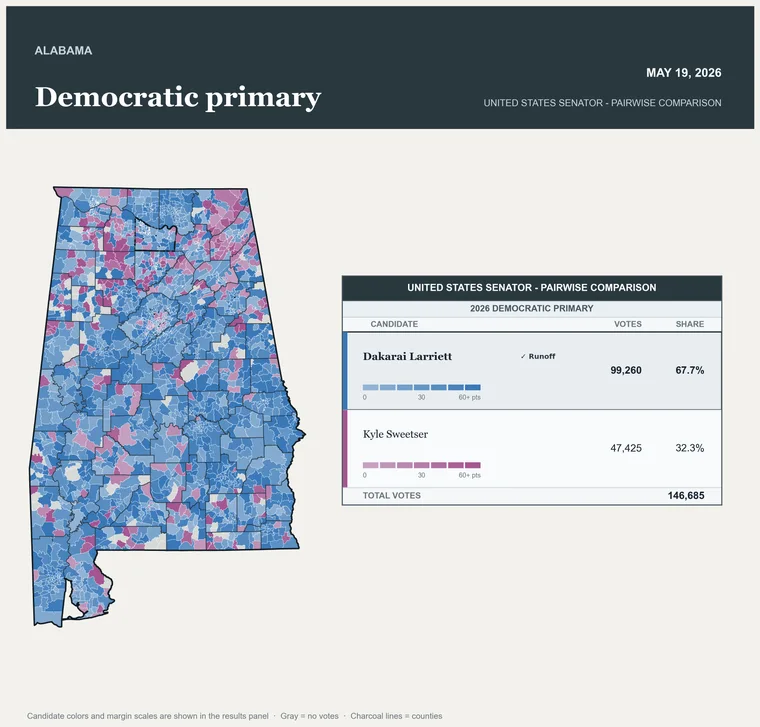 ALABAMA
Democratic primary
MAY 19, 2026
UNITED STATES SENATOR - PAIRWISE COMPARISON
UNITED STATES SENATOR - PAIRWISE COMPARISON
2026 DEMOCRATIC PRIMARY
CANDIDATE VOTES SHARE
Dakarai Larriett ✓ Runoff 99,260 67.7%
0 30 60+ pts
Kyle Sweetser 47,425 32.3%
0 30 60+ pts
TOTAL VOTES 146,685
Candidate colors and margin scales are shown in the results panel · Gray = no votes · Charcoal lines = counties